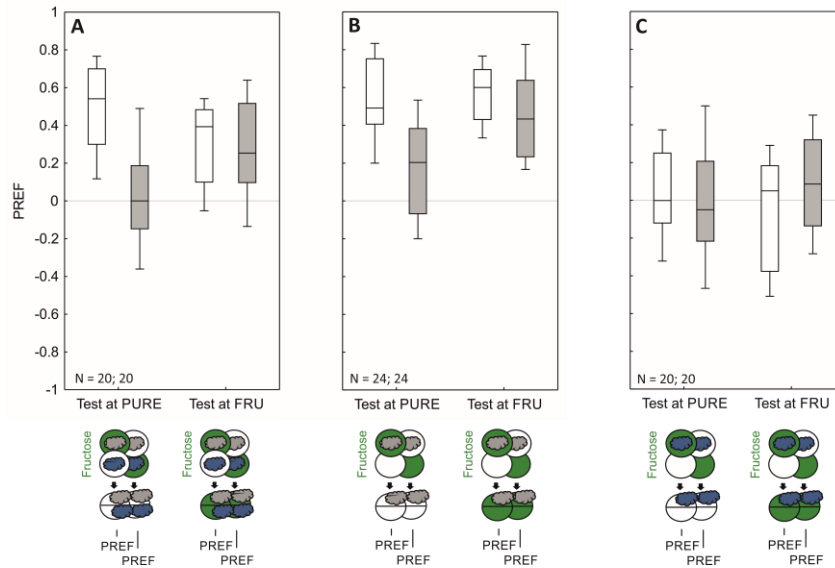 A
B
C
1
0.8
0.6
0.4
0.2
0
-0.2
-0.4
-0.6
-0.8
-1
PREF
N = 20; 20
N = 24; 24
N = 20; 20
Test at PURE
Test at FRU
Test at PURE
Test at FRU
Test at PURE
Test at FRU
Fructose
Fructose
Fructose
Fructose
Fructose
Fructose
PREF
PREF
PREF
PREF
PREF
PREF
PREF
PREF
PREF
PREF
PREF
PREF